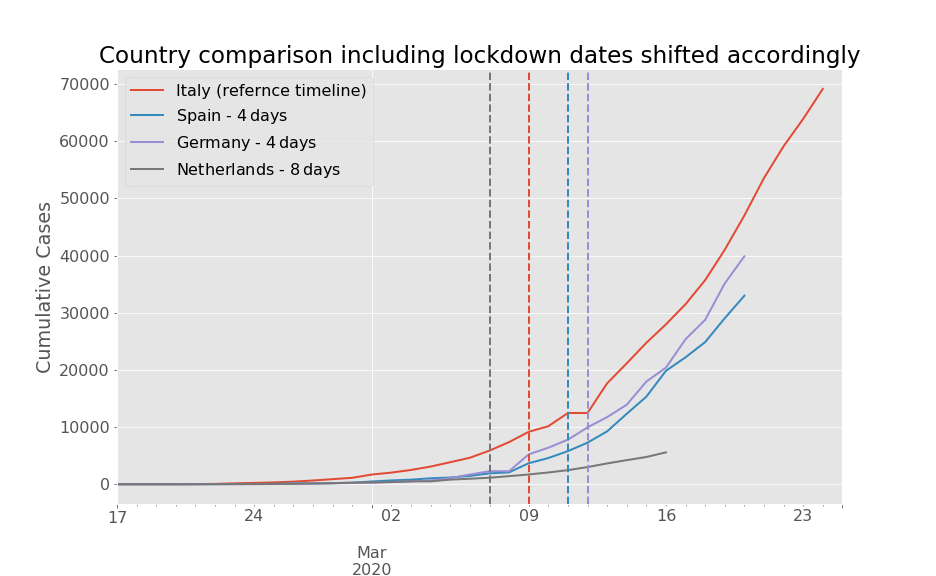 Country comparison including lockdown dates shifted accordingly
70000
60000
50000
40000
30000
20000
10000
0
Cumulative Cases
Italy (refernce timeline)
Spain - 4 days
Germany - 4 days
Netherlands - 8 days
17 24 02 09 16 23
Mar
2020